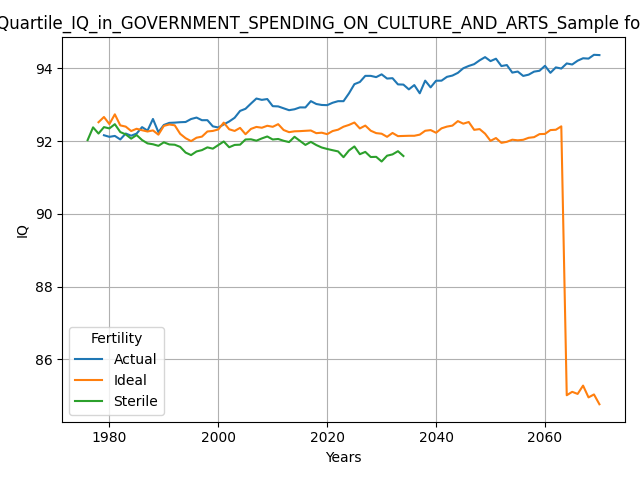 Quartile_IQ_in_GOVERNMENT_SPENDING_ON_CULTURE_AND_ARTS_Sample fo
94
92
90
88
86
IQ
Fertility
Actual
Ideal
Sterile
1980 2000 2020 2040 2060
Years